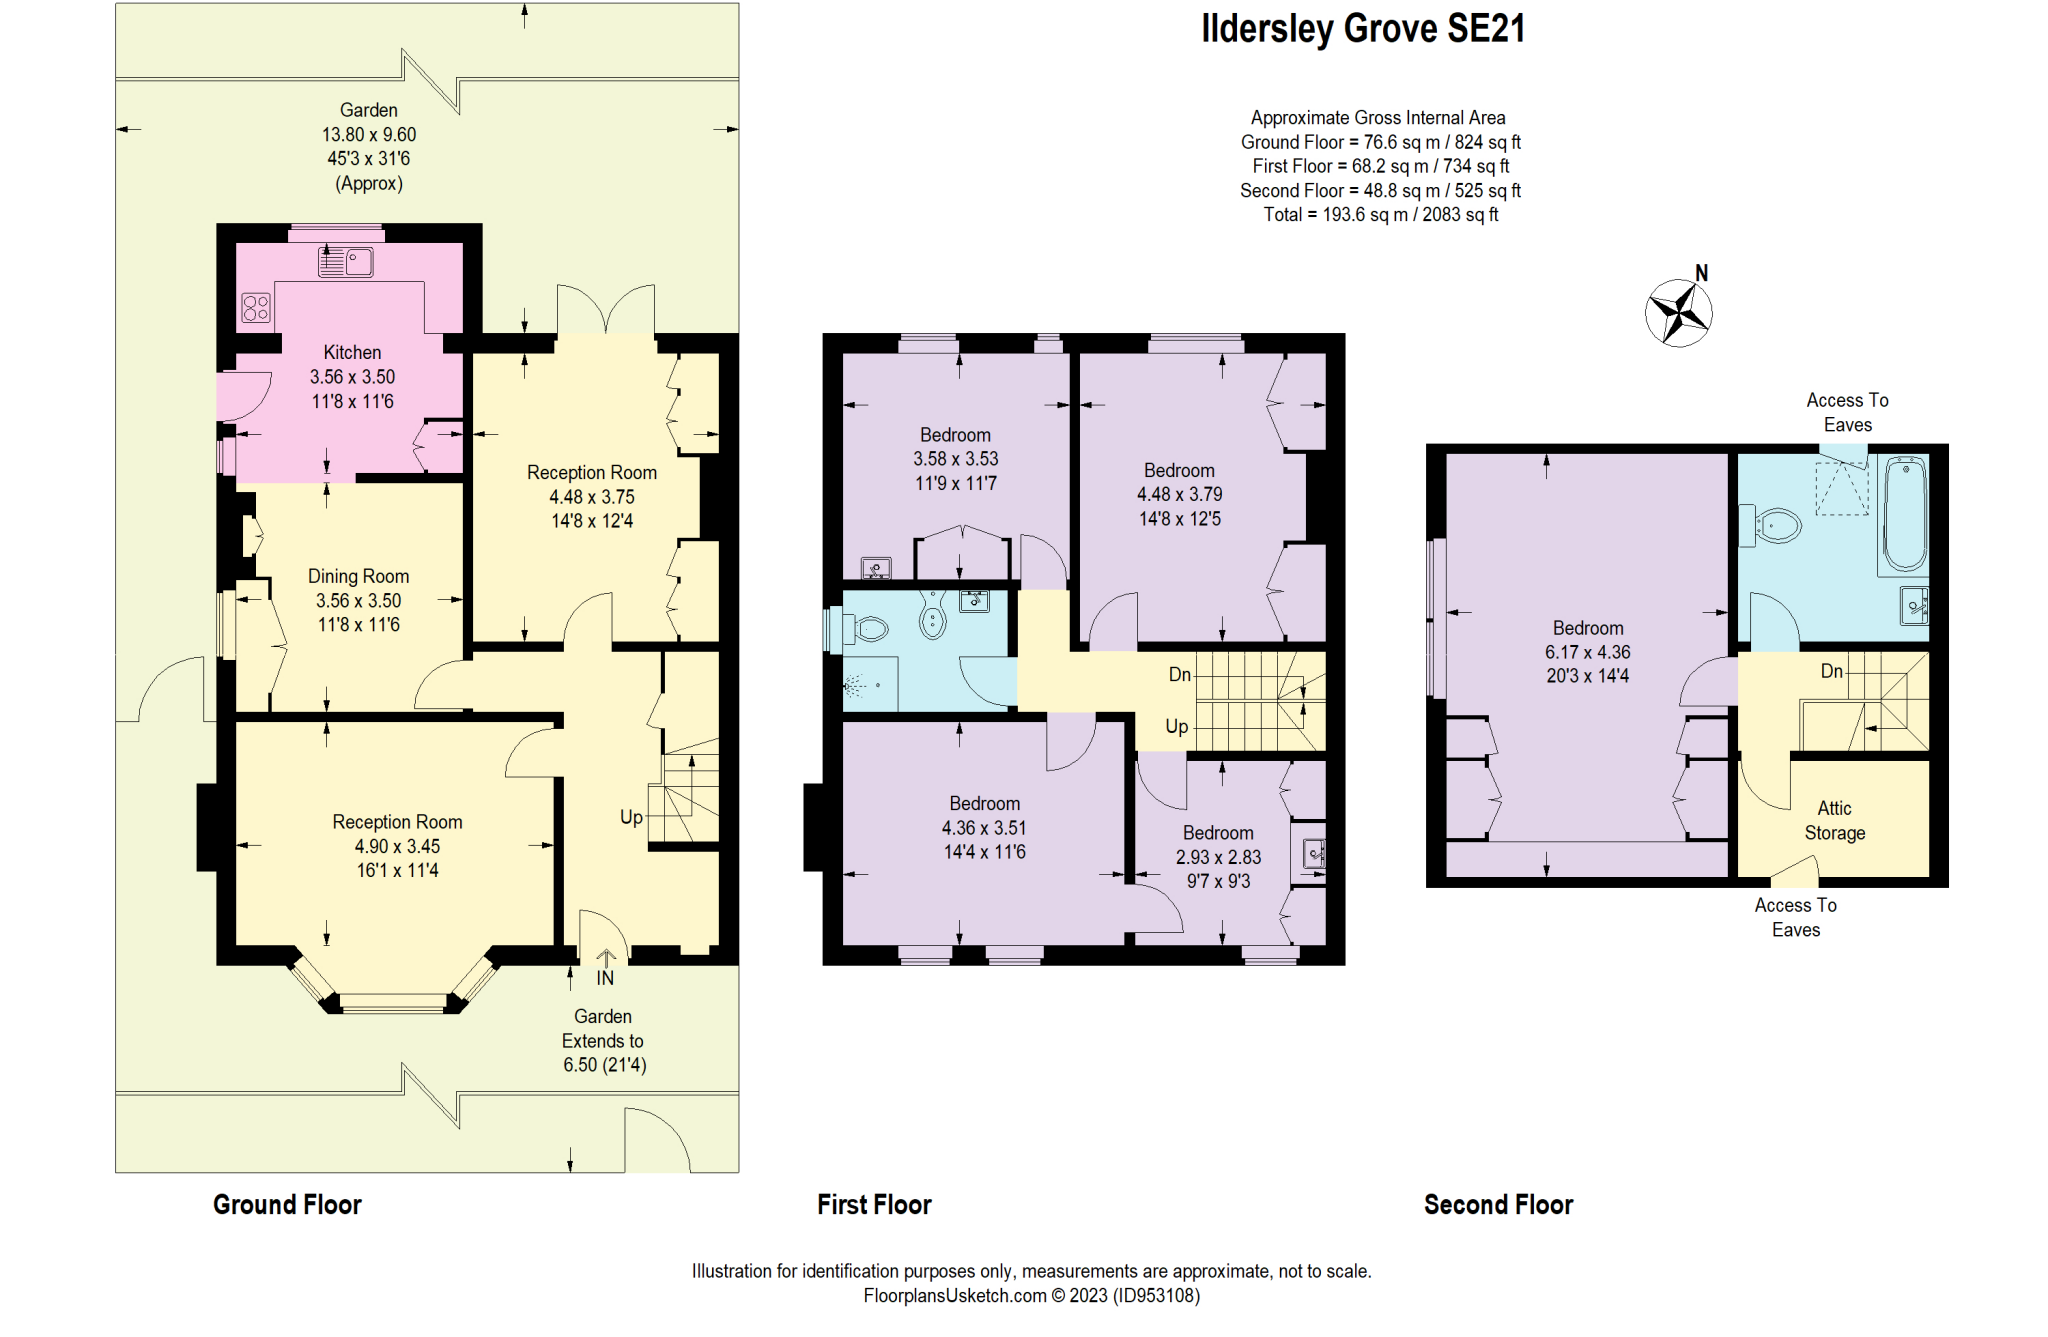 Ildersley Grove SE21
Approximate Gross Internal Area
Ground Floor = 76.6 sq m / 824 sq ft
First Floor = 68.2 sq m / 734 sq ft
Second Floor = 48.8 sq m / 525 sq ft
Total = 193.6 sq m / 2083 sq ft
N
Garden
13.80 x 9.60
45'3 x 31'6
(Approx)
Kitchen
3.56 x 3.50
11'8 x 11'6
Reception Room
4.48 x 3.75
14'8 x 12'4
Dining Room
3.56 x 3.50
11'8 x 11'6
Up
Reception Room
4.90 x 3.45
16'1 x 11'4
IN
Garden
Extends to
6.50 (21'4)
Ground Floor
Bedroom
3.58 x 3.53
11'9 x 11'7
Bedroom
4.48 x 3.79
14'8 x 12'5
Dn
Up
Bedroom
4.36 x 3.51
14'4 x 11'6
Bedroom
2.93 x 2.83
9'7 x 9'3
First Floor
Access To
Eaves
Bedroom
6.17 x 4.36
20'3 x 14'4
Dn
Attic
Storage
Access To
Eaves
Second Floor
Illustration for identification purposes only, measurements are approximate, not to scale.
FloorplansUsketch.com © 2023 (ID953108)